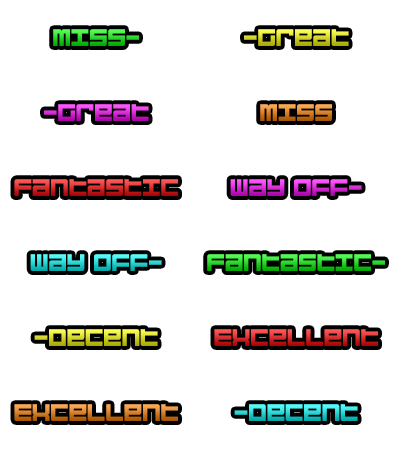 MISS- -Great
-Great MISS
Fantastic Way Off-
Way Off- Fantastic-
-Decent Excellent
Excellent -Decent